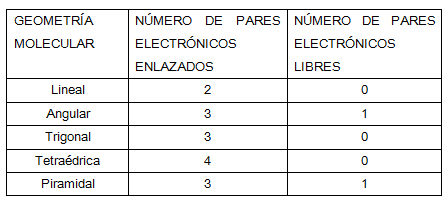 GEOMETRÍA MOLECULAR | NÚMERO DE PARES ELECTRÓNICOS ENLAZADOS | NÚMERO DE PARES ELECTRÓNICOS LIBRES
Lineal | 2 | 0
Angular | 3 | 1
Trigonal | 3 | 0
Tetraédrica | 4 | 0
Piramidal | 3 | 1